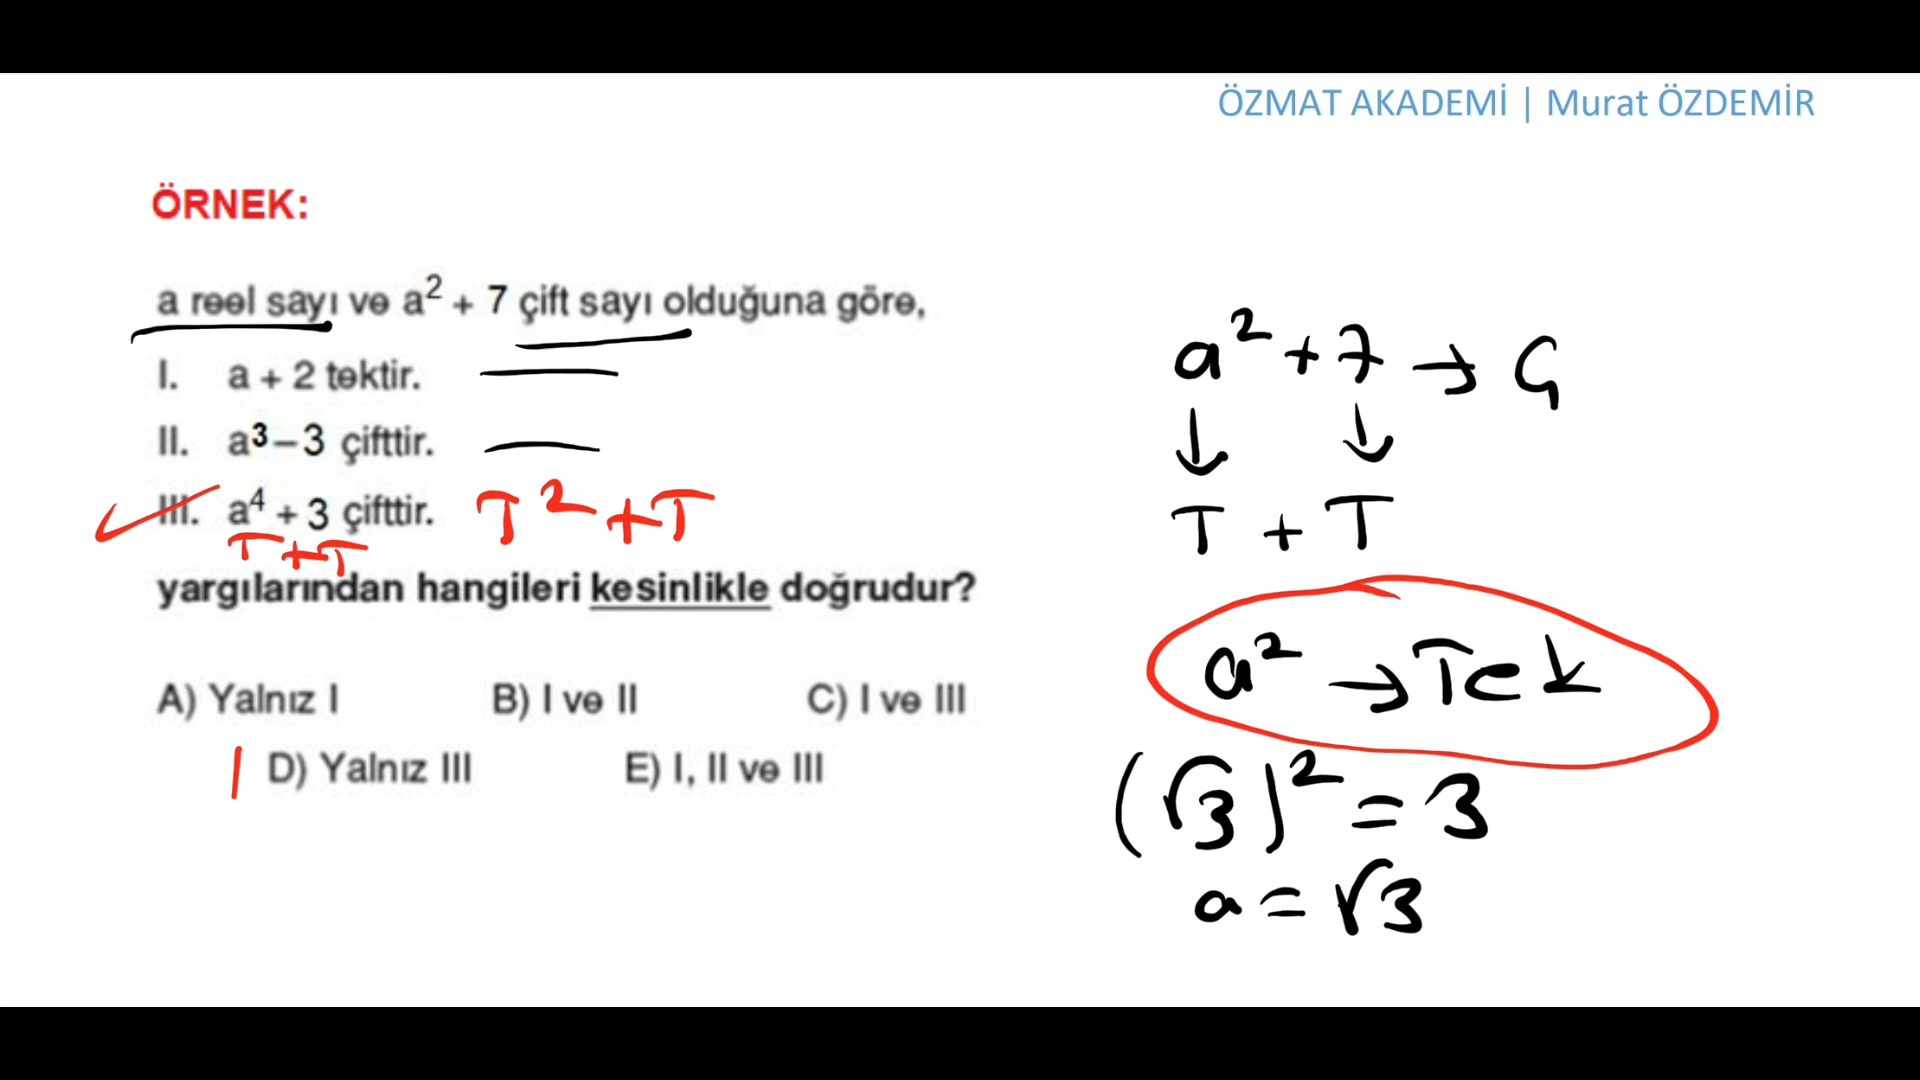 ÖZMAT AKADEMİ | Murat ÖZDEMİR
ÖRNEK:
a reel sayı ve a² + 7 çift sayı olduğuna göre,
I. a + 2 tektir.
II. a³ – 3 çifttir.
III. a⁴ + 3 çifttir. T² + T
T + T
yargılarından hangileri kesinlikle doğrudur?
A) Yalnız I B) I ve II C) I ve III
D) Yalnız III E) I, II ve III
a² + 7 → Ç
↓ ↓
T + T
a² → Tek
(√3)² = 3
a = √3